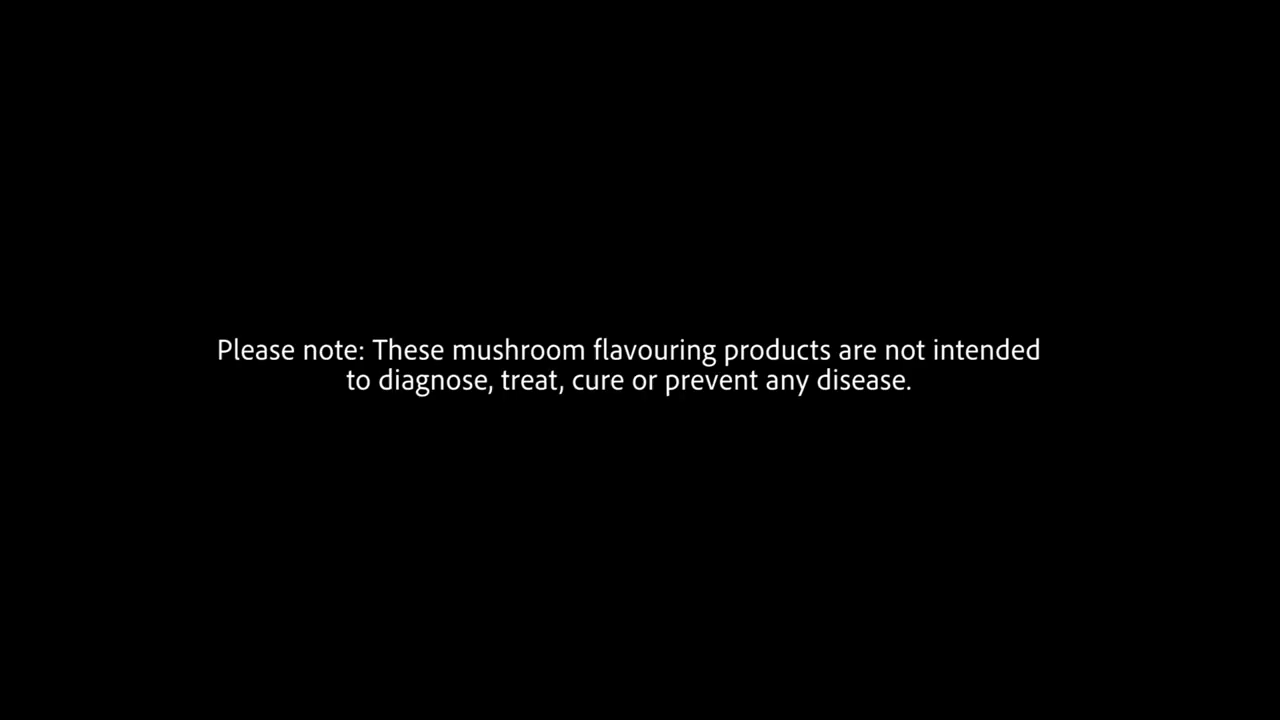 Please note: These mushroom flavouring products are not intended
to diagnose, treat, cure or prevent any disease.